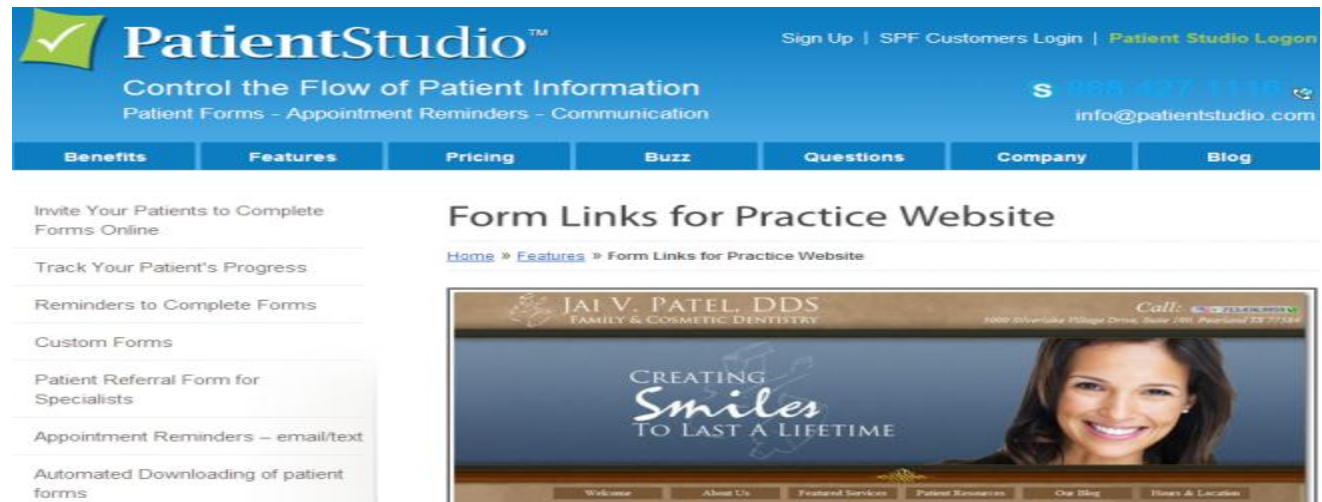 PatientStudio™
Sign Up | SPF Customers Login | Patient Studio Logon
Control the Flow of Patient Information
Patient Forms - Appointment Reminders - Communication
S
info@patientstudio.com
Benefits Features Pricing Buzz Questions Company Blog
Invite Your Patients to Complete
Forms Online
Track Your Patient's Progress
Reminders to Complete Forms
Custom Forms
Patient Referral Form for
Specialists
Appointment Reminders – email/text
Automated Downloading of patient
forms
Form Links for Practice Website
Home » Features » Form Links for Practice Website
JAI V. PATEL, DDS
FAMILY & COSMETIC DENTISTRY
Call:
CREATING
Smiles
TO LAST A LIFETIME
Welcome About Us Featured Services Patient Resources Our Blog Hours & Location